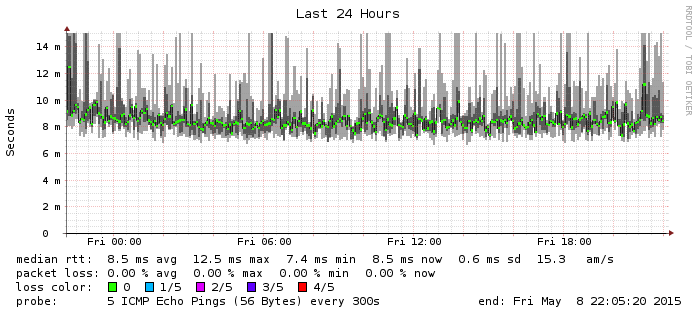 Last 24 Hours
RRDTOOL / TOBI OETIKER
Seconds
14 m
12 m
10 m
8 m
6 m
4 m
2 m
0
Fri 00:00 Fri 06:00 Fri 12:00 Fri 18:00
median rtt: 8.5 ms avg 12.5 ms max 7.4 ms min 8.5 ms now 0.6 ms sd 15.3 am/s
packet loss: 0.00 % avg 0.00 % max 0.00 % min 0.00 % now
loss color: 0 1/5 2/5 3/5 4/5
probe: 5 ICMP Echo Pings (56 Bytes) every 300s end: Fri May 8 22:05:20 2015